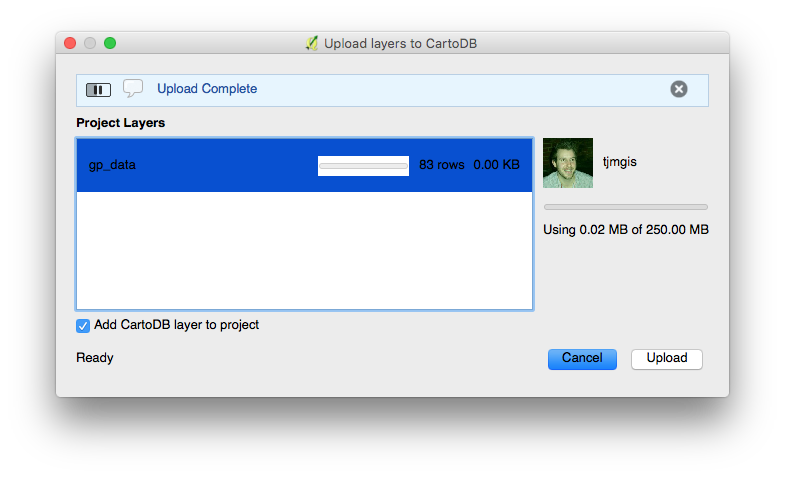 Upload layers to CartoDB
Upload Complete
Project Layers
gp_data 83 rows 0.00 KB
tjmgis
Using 0.02 MB of 250.00 MB
Add CartoDB layer to project
Ready
Cancel Upload